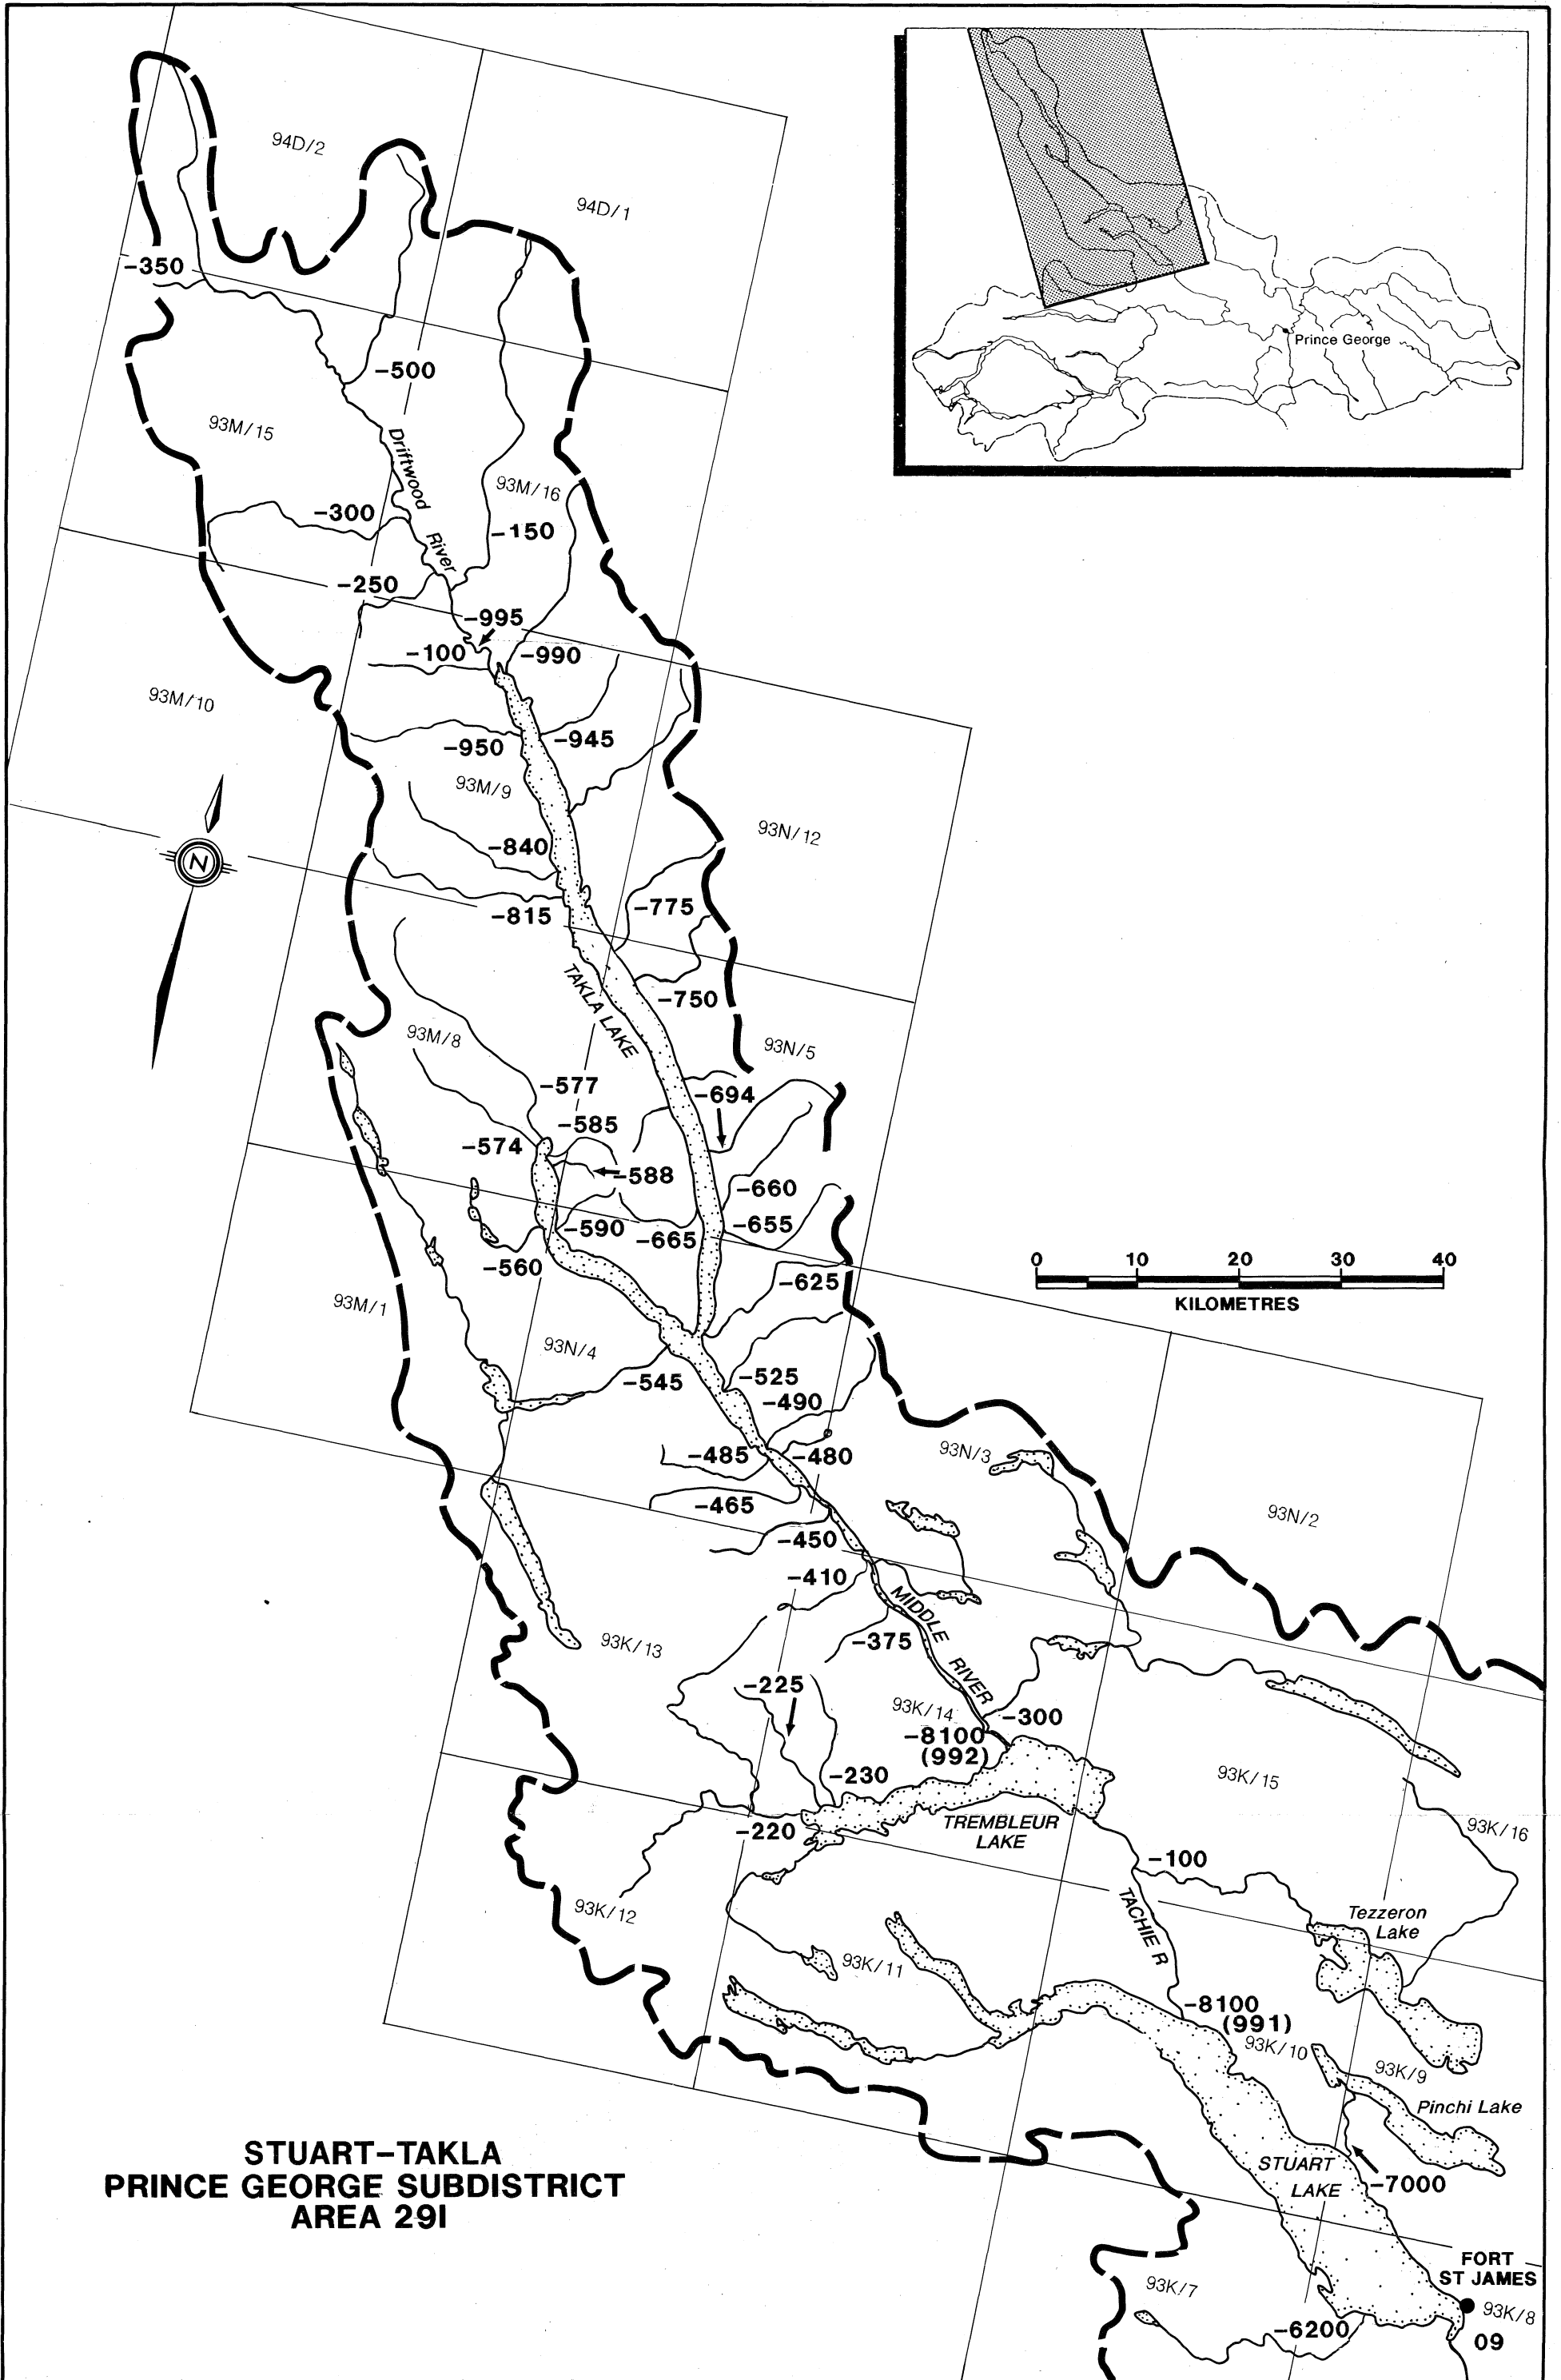 94D/2
94D/1
Prince George
-350
-500
93M/15
Driftwood
River
93M/16
-300
-150
-250
-995
-100
-990
93M/10
-950
-945
93M/9
93N/12
-840
N
-775
-815
TAKLA LAKE
-750
93M/8
93N/5
-577
-694
-585
-574
-588
-660
-590
-655
-665
-560
0 10 20 30 40
KILOMETRES
-625
93M/1
93N/4
-545
-525
-490
-485
-480
93N/3
-465
93N/2
-450
-410
MIDDLE
RIVER
-375
93K/13
-225
93K/14
-300
-8100
(992)
-230
93K/15
-220
TREMBLEUR
LAKE
93K/16
-100
TACHIE R
93K/12
Tezzeron
Lake
93K/11
-8100
(991)
93K/10
93K/9
Pinchi Lake
STUART
LAKE
-7000
STUART-TAKLA
PRINCE GEORGE SUBDISTRICT
AREA 29I
FORT
ST JAMES
93K/7
93K/8
-6200
09